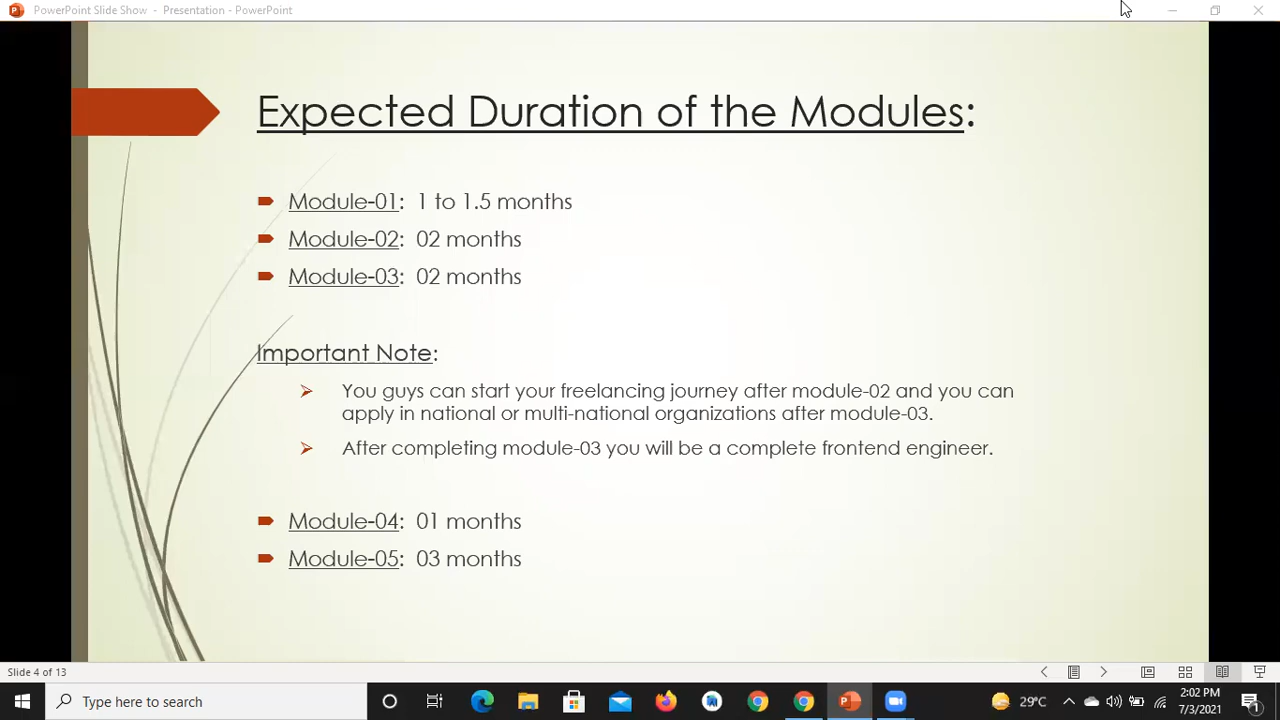 PowerPoint Slide Show - Presentation - PowerPoint
Expected Duration of the Modules:
Module-01: 1 to 1.5 months
Module-02: 02 months
Module-03: 02 months
Important Note:
You guys can start your freelancing journey after module-02 and you can
apply in national or multi-national organizations after module-03.
After completing module-03 you will be a complete frontend engineer.
Module-04: 01 months
Module-05: 03 months
Slide 4 of 13
Type here to search
29°C
2:02 PM
7/3/2021
1